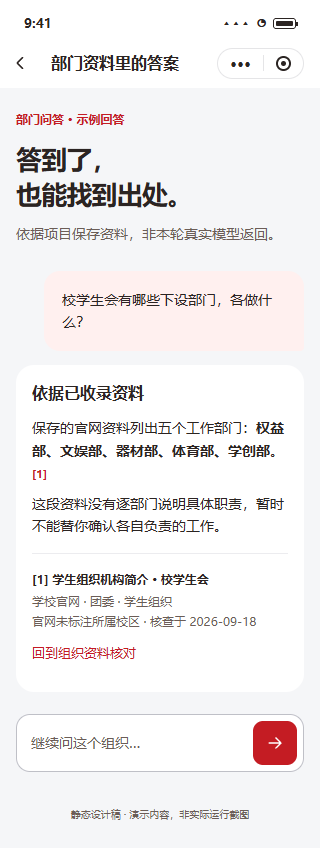 9:41
部门资料里的答案
部门问答 · 示例回答
答到了，
也能找到出处。
依据项目保存资料，非本轮真实模型返回。
校学生会有哪些下设部门，各做什
么？
依据已收录资料
保存的官网资料列出五个工作部门：权益
部、文娱部、器材部、体育部、学创部。
[1]
这段资料没有逐部门说明具体职责，暂时
不能替你确认各自负责的工作。
[1] 学生组织机构简介 · 校学生会
学校官网 · 团委 · 学生组织
官网未标注所属校区 · 核查于 2026-09-18
回到组织资料核对
继续问这个组织...
静态设计稿 · 演示内容，非实际运行截图